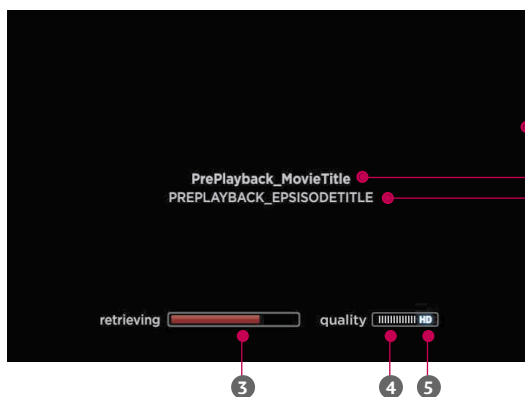 PrePlayback_MovieTitle
PREPLAYBACK_EPSISODETITLE
retrieving quality HD
3 4 5